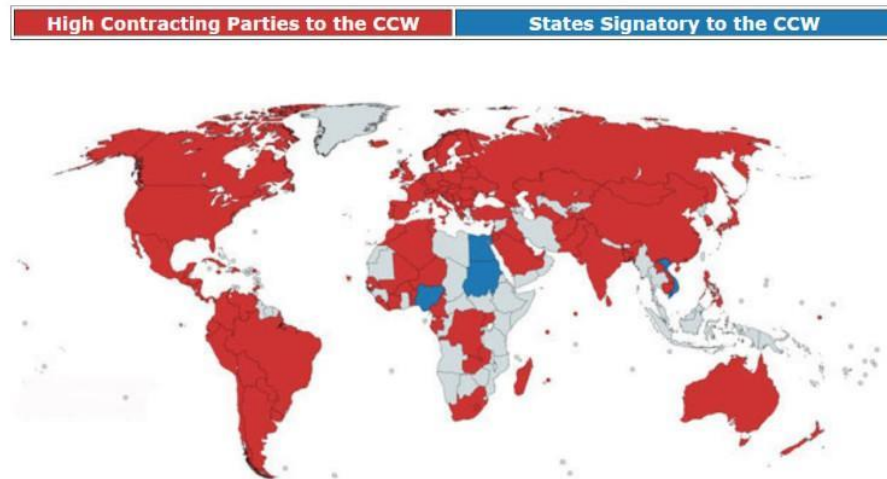 High Contracting Parties to the CCW
States Signatory to the CCW